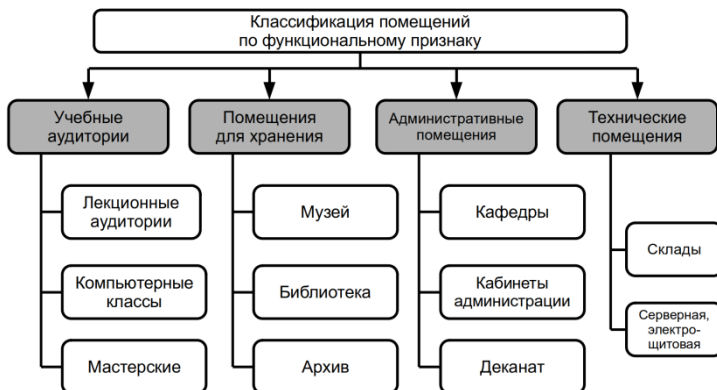 Классификация помещений
по функциональному признаку
Учебные
аудитории
Помещения
для хранения
Административные
помещения
Технические
помещения
Лекционные
аудитории
Музей
Кафедры
Склады
Компьютерные
классы
Библиотека
Кабинеты
администрации
Серверная,
электро-
щитовая
Мастерские
Архив
Деканат